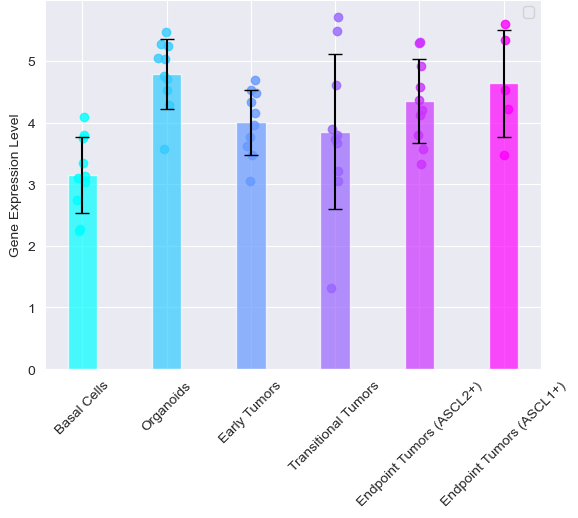 Gene Expression Level
5
4
3
2
1
0
Basal Cells
Organoids
Early Tumors
Transitional Tumors
Endpoint Tumors (ASCL2+)
Endpoint Tumors (ASCL1+)